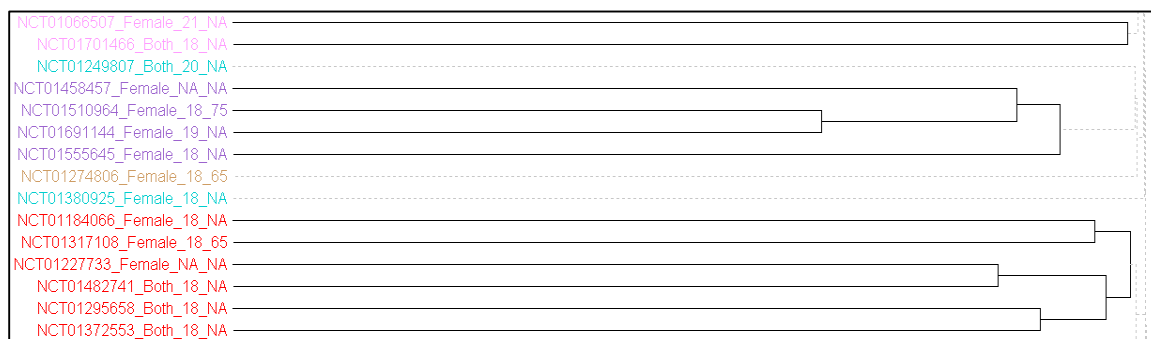 NCT01066507_Female_21_NA
NCT01701466_Both_18_NA
NCT01249807_Both_20_NA
NCT01458457_Female_NA_NA
NCT01510964_Female_18_75
NCT01691144_Female_19_NA
NCT01555645_Female_18_NA
NCT01274806_Female_18_65
NCT01380925_Female_18_NA
NCT01184066_Female_18_NA
NCT01317108_Female_18_65
NCT01227733_Female_NA_NA
NCT01482741_Both_18_NA
NCT01295658_Both_18_NA
NCT01372553_Both_18_NA